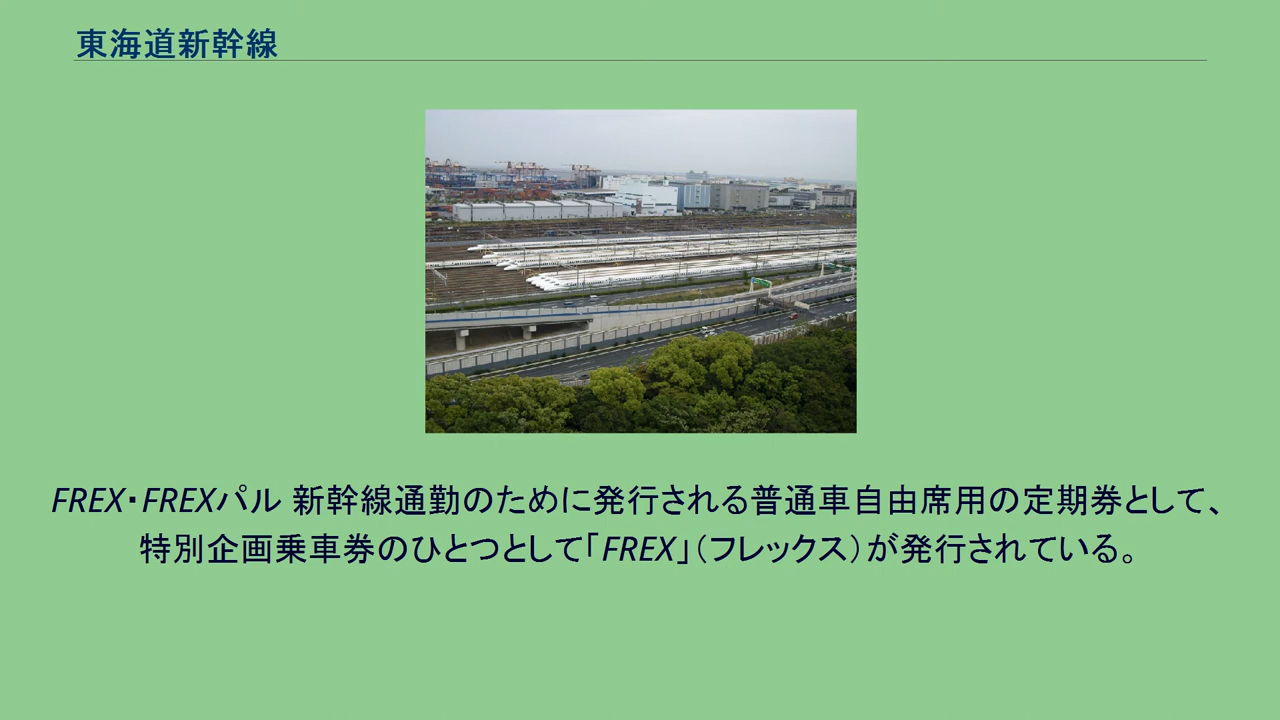 東海道新幹線
FREX・FREXパル 新幹線通勤のために発行される普通車自由席用の定期券として、
特別企画乗車券のひとつとして「FREX」（フレックス）が発行されている。